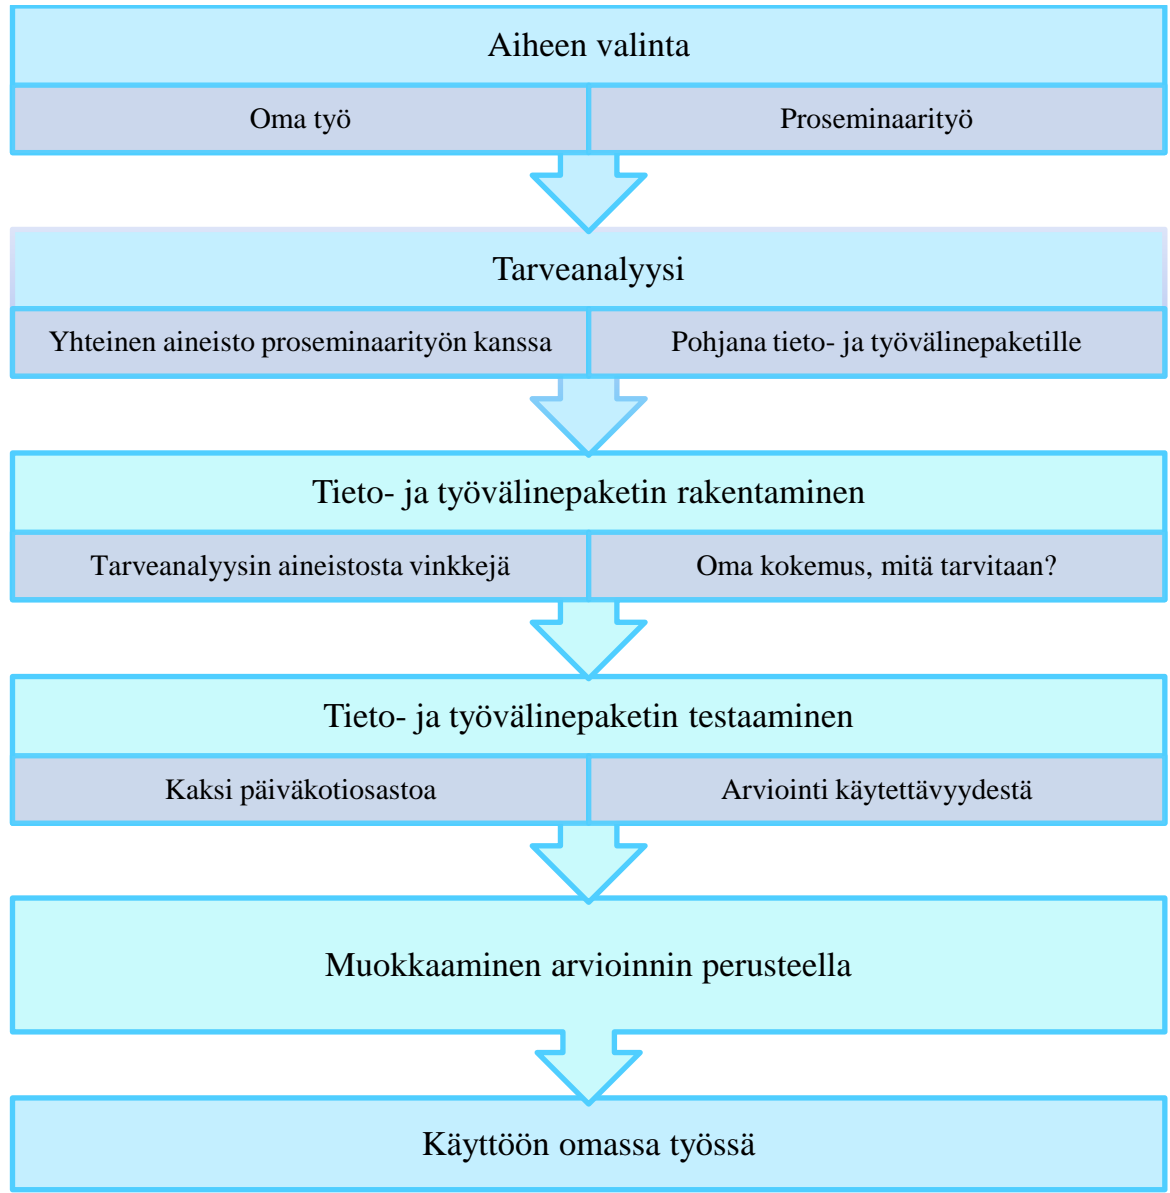 Aiheen valinta
Oma työ
Proseminaarityö
Tarveanalyysi
Yhteinen aineisto proseminaarityön kanssa
Pohjana tieto- ja työvälinepaketille
Tieto- ja työvälinepaketin rakentaminen
Tarveanalyysin aineistosta vinkkejä
Oma kokemus, mitä tarvitaan?
Tieto- ja työvälinepaketin testaaminen
Kaksi päiväkotiosastoa
Arviointi käytettävyydestä
Muokkaaminen arvioinnin perusteella
Käyttöön omassa työssä